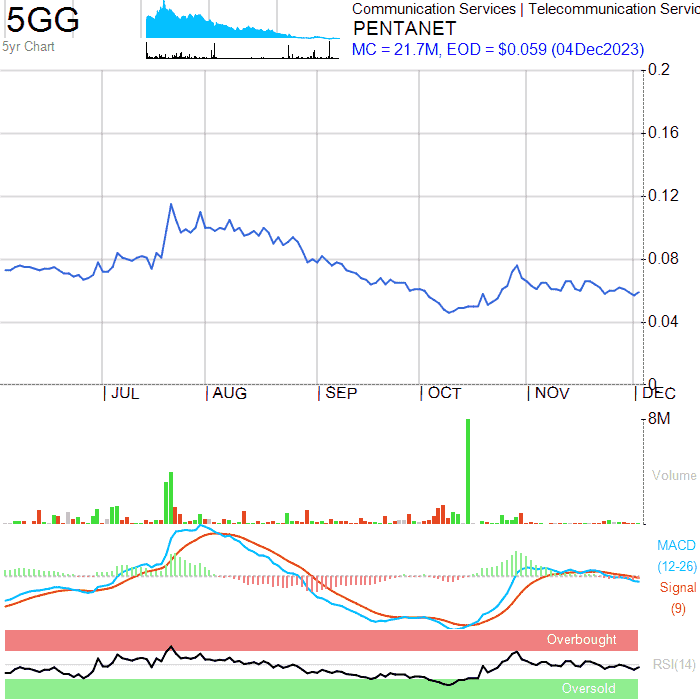 5GG
5yr Chart
Communication Services | Telecommunication Servic
PENTANET
MC = 21.7M, EOD = $0.059 (04Dec2023)
0.2
0.16
0.12
0.08
0.04
0
JUL AUG SEP OCT NOV DEC
8M
Volume
MACD
(12-26)
Signal
(9)
Overbought
RSI(14)
Oversold